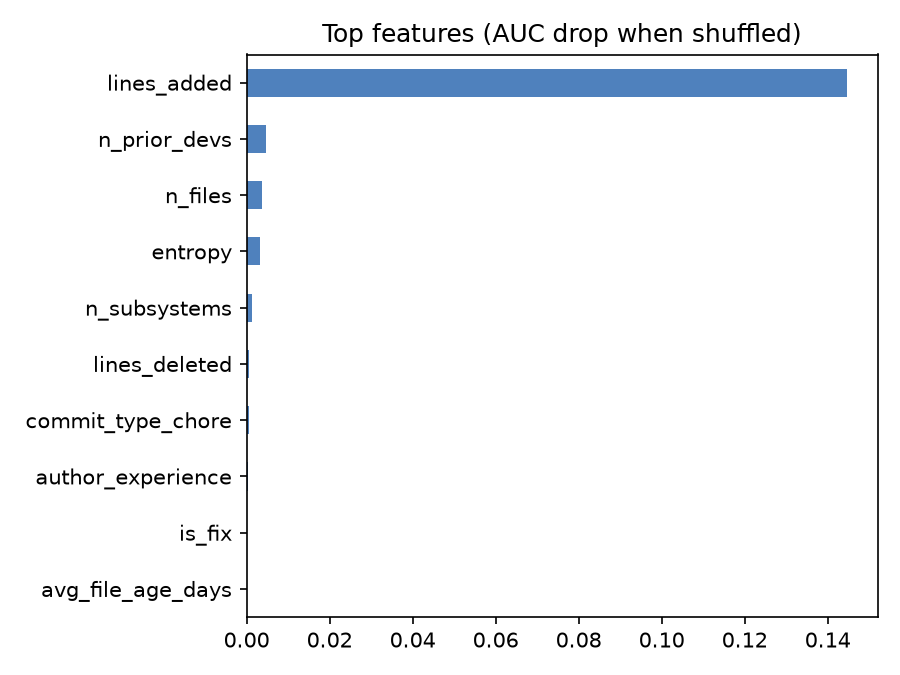 Top features (AUC drop when shuffled)
lines_added
n_prior_devs
n_files
entropy
n_subsystems
lines_deleted
commit_type_chore
author_experience
is_fix
avg_file_age_days
0.00 0.02 0.04 0.06 0.08 0.10 0.12 0.14